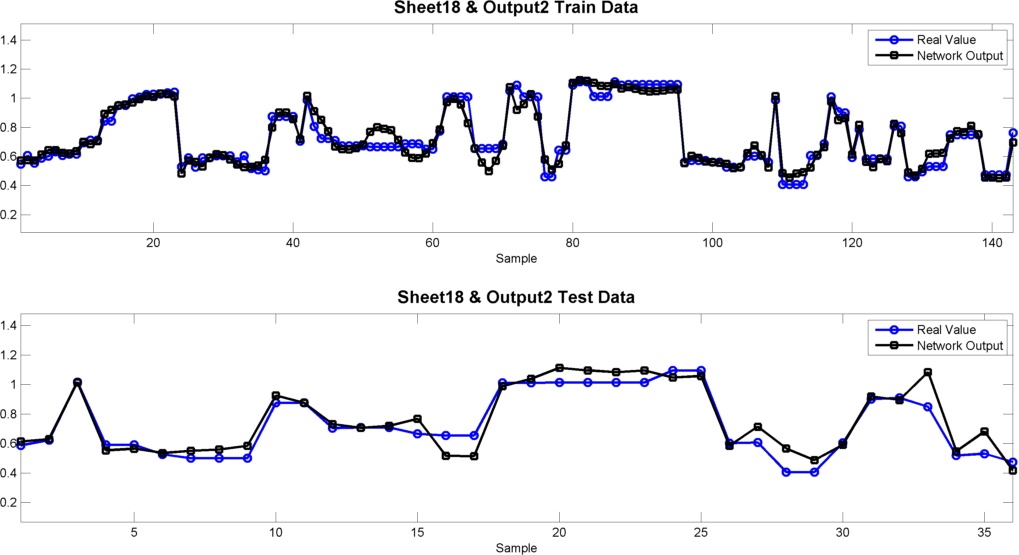 Sheet18 & Output2 Train Data
1.4
1.2
1
0.8
0.6
0.4
0.2
Real Value
Network Output
20 40 60 80 100 120 140
Sample
Sheet18 & Output2 Test Data
1.4
1.2
1
0.8
0.6
0.4
0.2
Real Value
Network Output
5 10 15 20 25 30 35
Sample